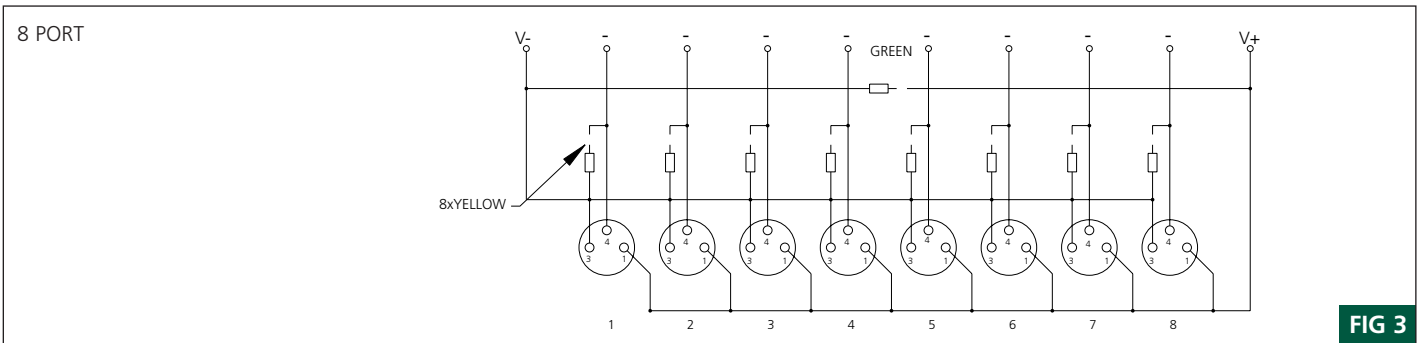 8 PORT
V- - - - - - - - - V+
GREEN
8xYELLOW
4 4 4 4 4 4 4 4
3 1 3 1 3 1 3 1 3 1 3 1 3 1 3 1
1 2 3 4 5 6 7 8
FIG 3